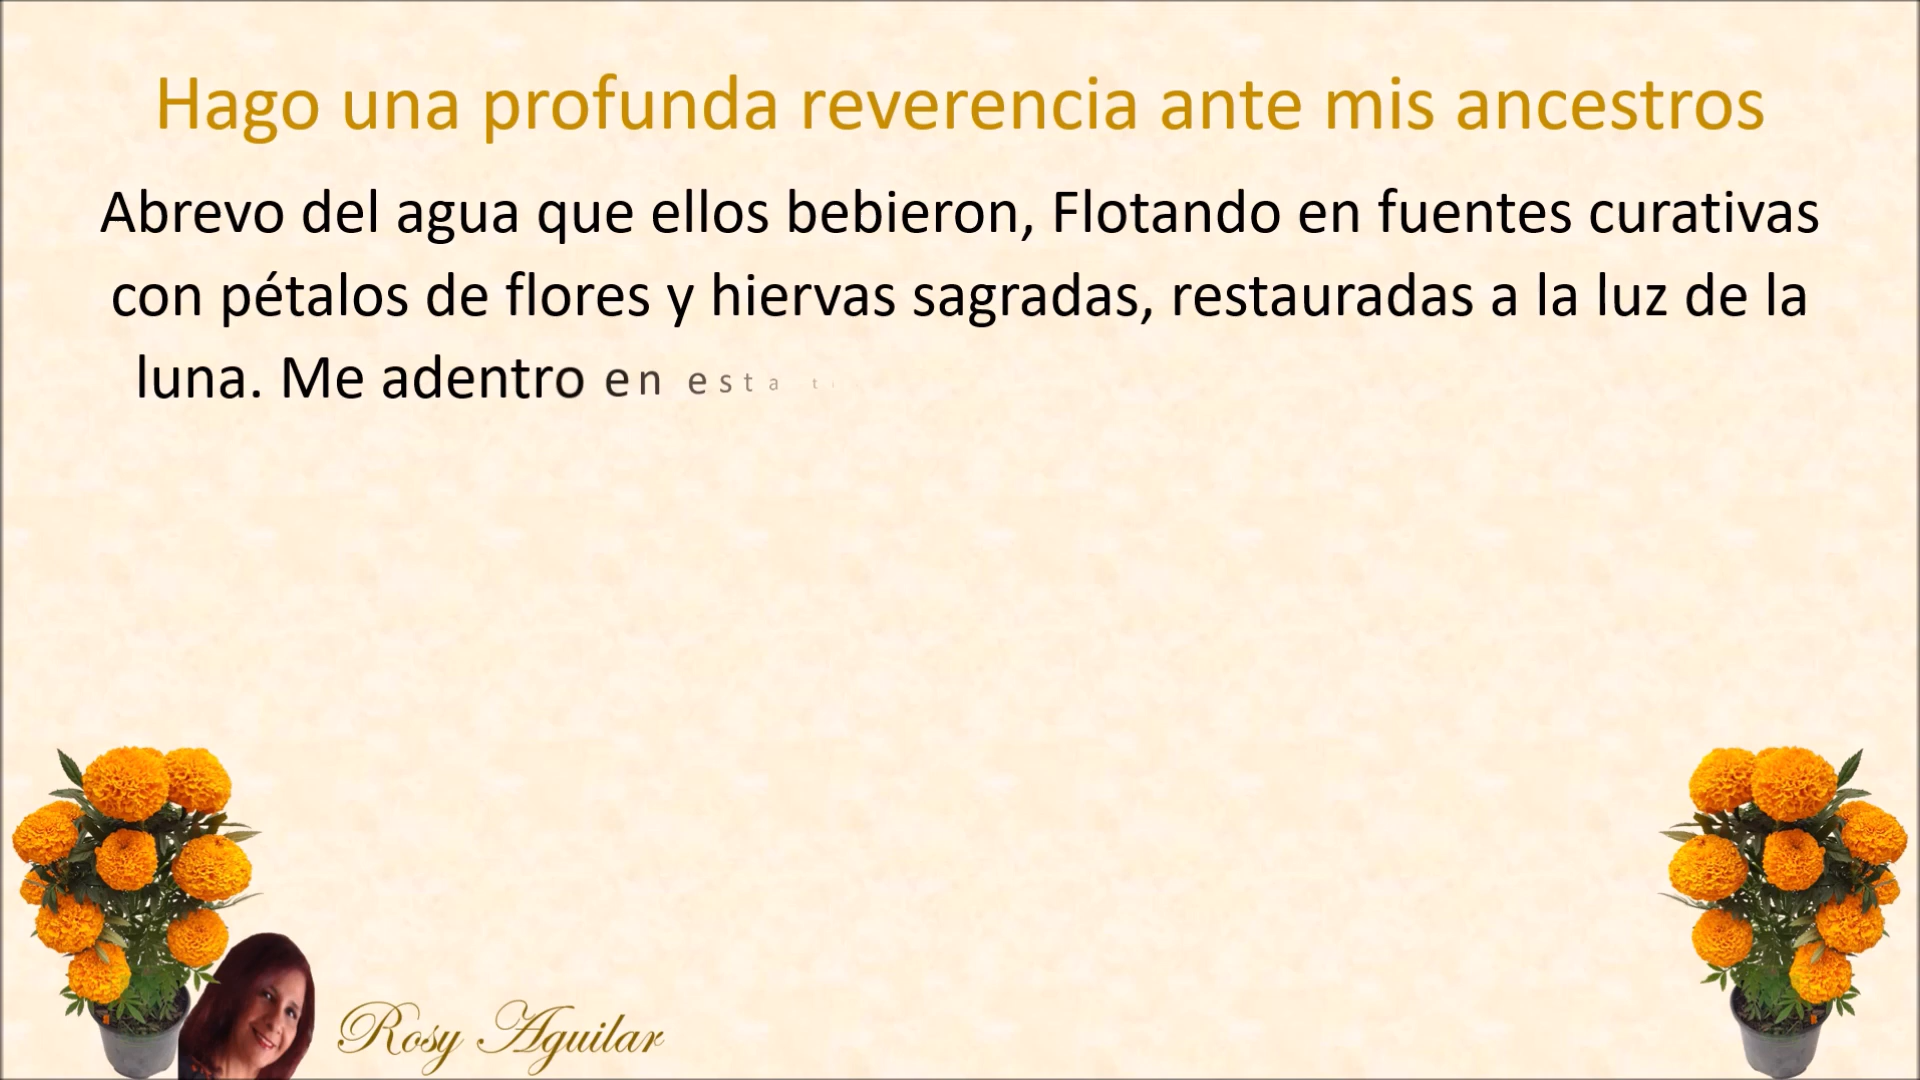 Hago una profunda reverencia ante mis ancestros
Abrevo del agua que ellos bebieron, Flotando en fuentes curativas
con pétalos de flores y hiervas sagradas, restauradas a la luz de la
luna. Me adentro en esta
Rosy Aguilar